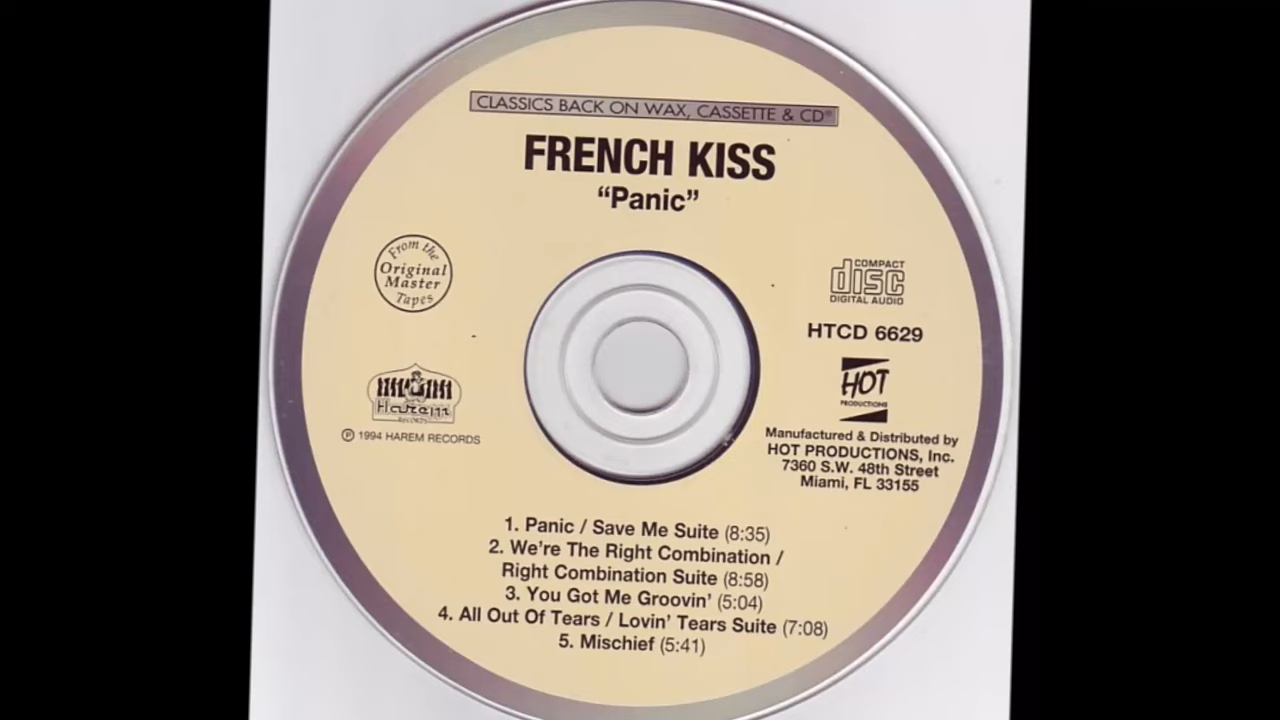 CLASSICS BACK ON WAX, CASSETTE & CD®
FRENCH KISS
“Panic”
From the
Original
Master
Tapes
COMPACT
disc
DIGITAL AUDIO
HTCD 6629
HOT
PRODUCTIONS
Harem
RECORDS
℗ 1994 HAREM RECORDS
Manufactured & Distributed by
HOT PRODUCTIONS, Inc.
7360 S.W. 48th Street
Miami, FL 33155
1. Panic / Save Me Suite (8:35)
2. We’re The Right Combination /
Right Combination Suite (8:58)
3. You Got Me Groovin’ (5:04)
4. All Out Of Tears / Lovin’ Tears Suite (7:08)
5. Mischief (5:41)